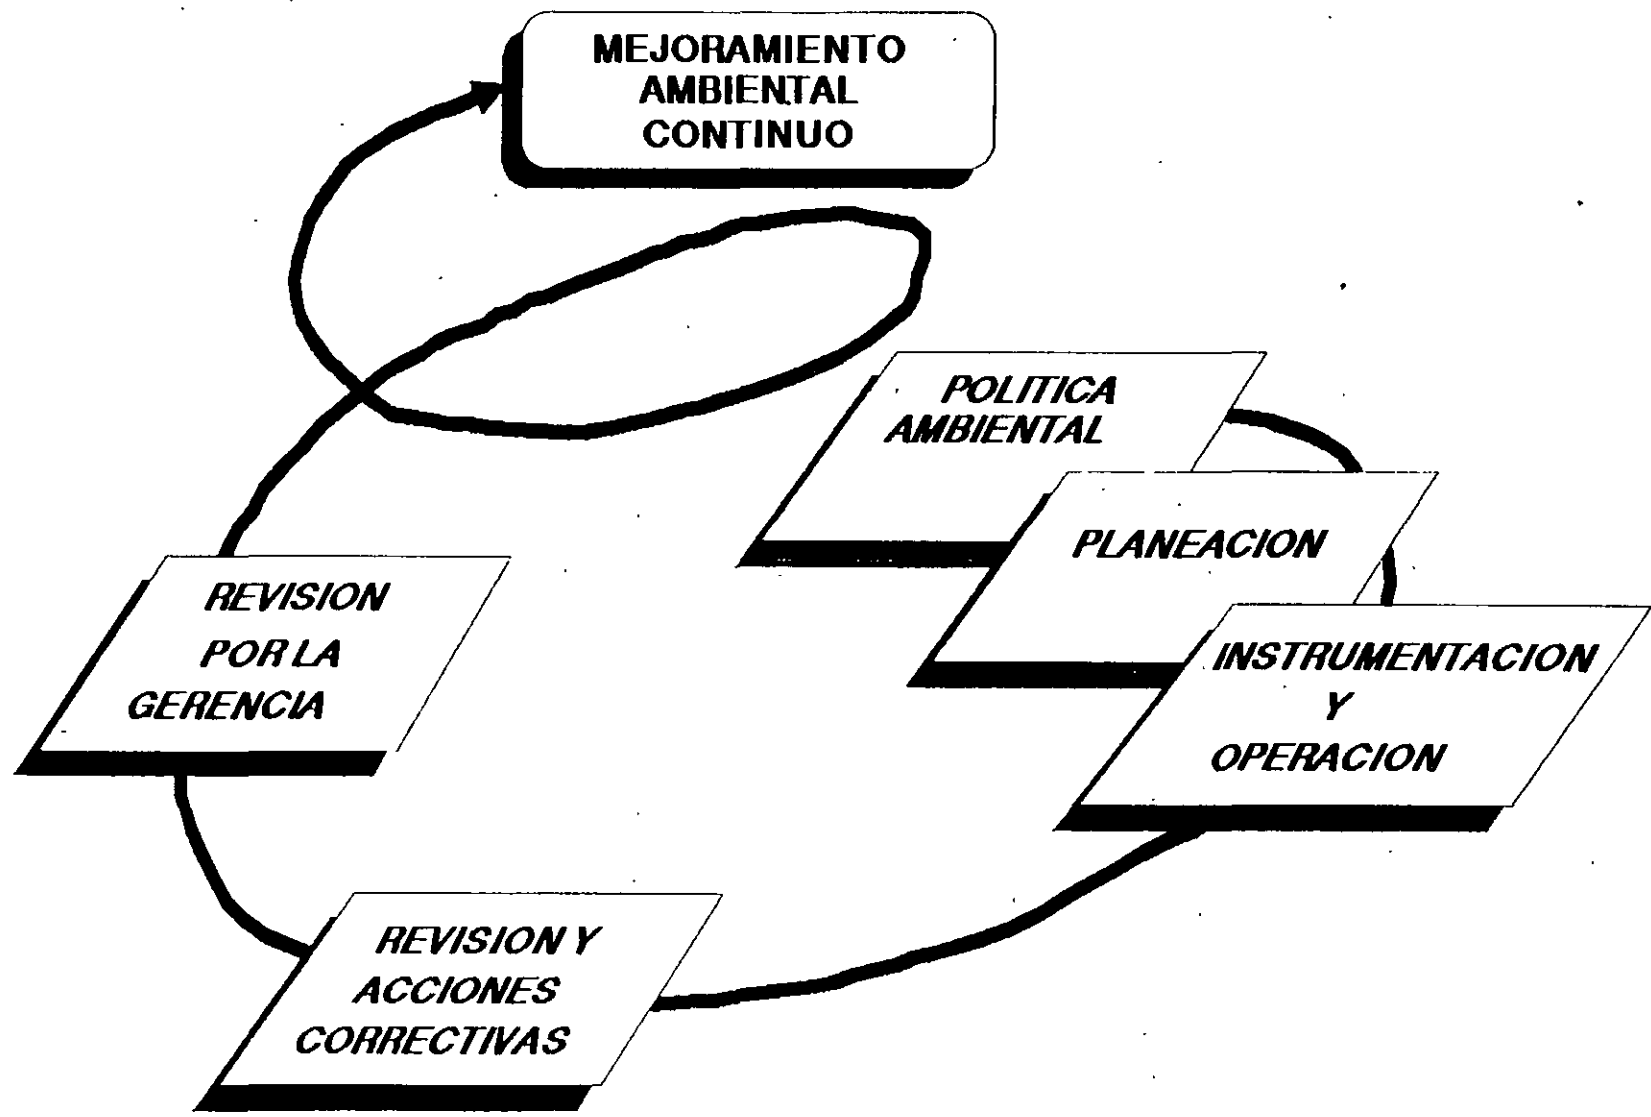 MEJORAMIENTO
AMBIENTAL
CONTINUO
POLITICA
AMBIENTAL
PLANEACION
INSTRUMENTACION
Y
OPERACION
REVISION
POR LA
GERENCIA
REVISION Y
ACCIONES
CORRECTIVAS